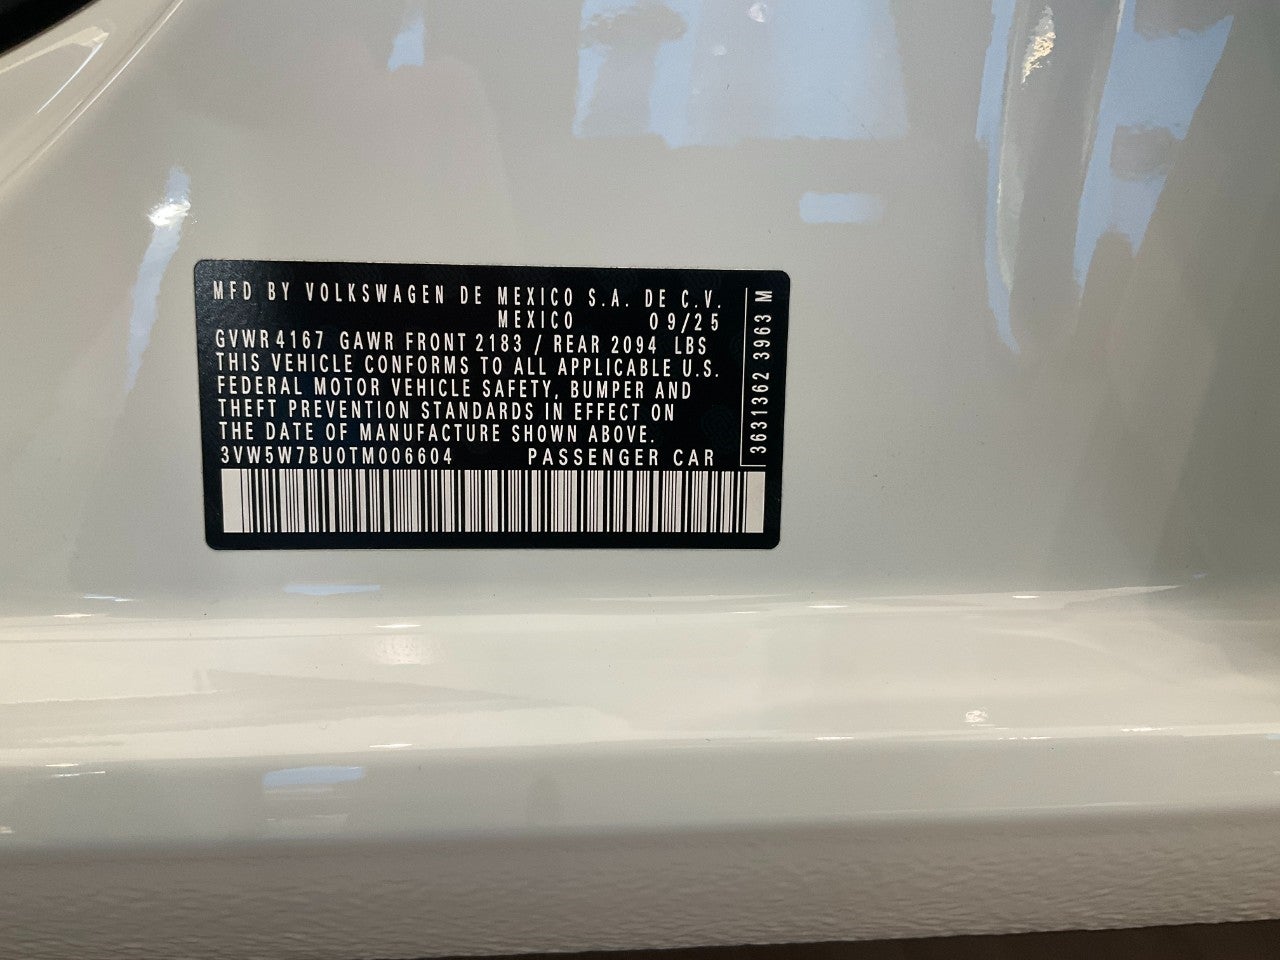 MFD BY VOLKSWAGEN DE MEXICO S.A. DE C.V.
MEXICO 09/25
GVWR 4167 GAWR FRONT 2183 / REAR 2094 LBS
THIS VEHICLE CONFORMS TO ALL APPLICABLE U.S.
FEDERAL MOTOR VEHICLE SAFETY, BUMPER AND
THEFT PREVENTION STANDARDS IN EFFECT ON
THE DATE OF MANUFACTURE SHOWN ABOVE.
3VW5W7BU0TM006604 PASSENGER CAR
3631362 3963 M